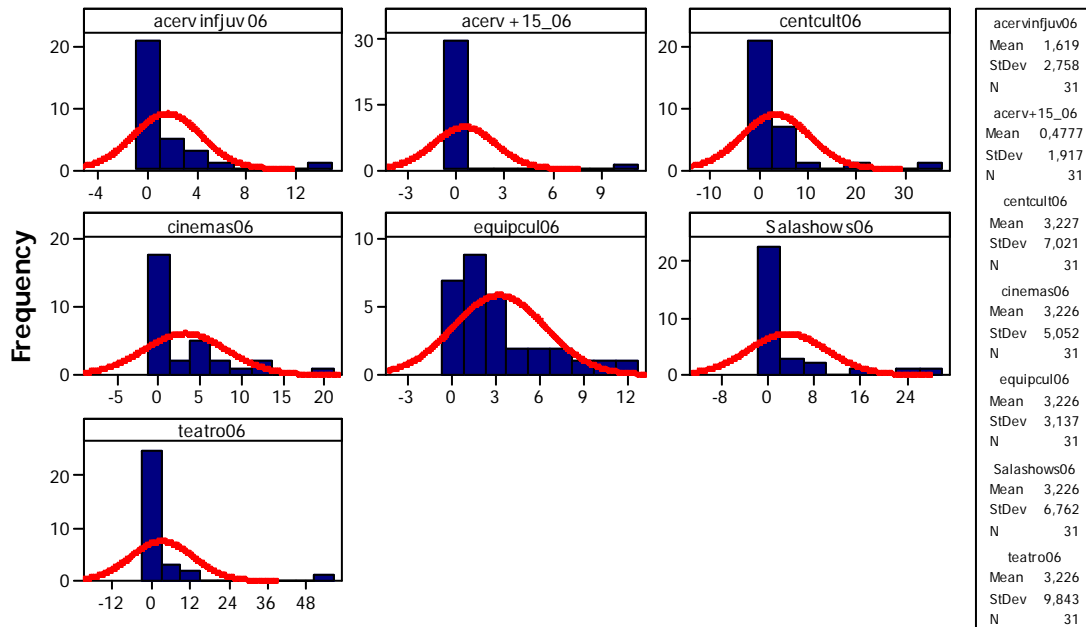 acervinfjuv06
acerv+15_06
centcult06
20
10
0
-4 0 4 8 12
30
15
0
-3 0 3 6 9
20
10
0
-10 0 10 20 30
cinemas06
equipcul06
Salashows06
20
10
0
-5 0 5 10 15 20
10
5
0
-3 0 3 6 9 12
20
10
0
-8 0 8 16 24
teatro06
20
10
0
-12 0 12 24 36 48
Frequency
acervinfjuv06
Mean 1,619
StDev 2,758
N 31
acerv+15_06
Mean 0,4777
StDev 1,917
N 31
centcult06
Mean 3,227
StDev 7,021
N 31
cinemas06
Mean 3,226
StDev 5,052
N 31
equipcul06
Mean 3,226
StDev 3,137
N 31
Salashows06
Mean 3,226
StDev 6,762
N 31
teatro06
Mean 3,226
StDev 9,843
N 31